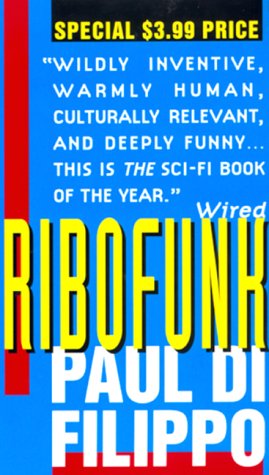 SPECIAL $3.99 PRICE
“WILDLY INVENTIVE,
WARMLY HUMAN,
CULTURALLY RELEVANT,
AND DEEPLY FUNNY...
THIS IS THE SCI-FI BOOK
OF THE YEAR.”
Wired
RIBOFUNK
PAUL DI
FILIPPO